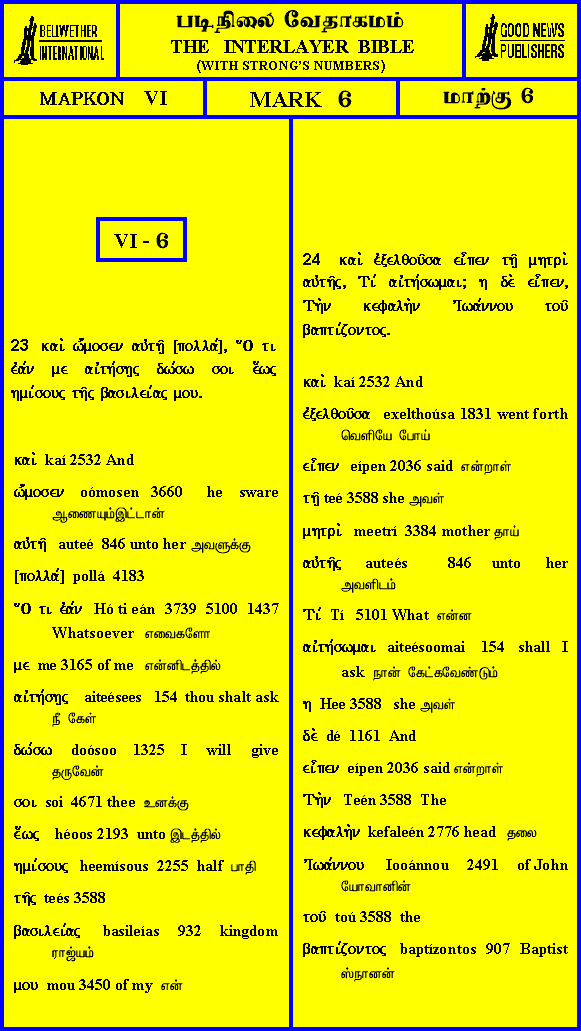 BELIWETHER
INTERNATIONAL
படிநிலை வேதாகமம்
THE INTERLAYER BIBLE
(WITH STRONG'S NUMBERS)
GOOD NEWS
PUBLISHERS
ΜΑΡΚΟΝ VI
MARK 6
மாற்கு 6
VI - 6
23 καὶ ὤμοσεν αὐτῇ [πολλά], Ὅ τι
ἐάν με αἰτήσῃς δώσω σοι ἕως
ημίσους τῆς βασιλείας μου.
καὶ kaí 2532 And
ὤμοσεν oómosen 3660 he sware
ஆணையும்இட்டான்
αὐτῇ auteé 846 unto her அவளுக்கு
[πολλά] pollá 4183
Ὅ τι ἐάν Hó ti eán 3739 5100 1437
Whatsoever எவைகளோ
με me 3165 of me என்னிடத்தில்
αἰτήσῃς aiteésees 154 thou shalt ask
நீ கேள்
δώσω doósoo 1325 I will give
தருவேன்
σοι soi 4671 thee உனக்கு
ἕως héoos 2193 unto இடத்தில்
ημίσους heemísous 2255 half பாதி
τῆς teés 3588
βασιλείας basileías 932 kingdom
ராஜ்யம்
μου mou 3450 of my என்
24 καὶ ἐξελθοῦσα εἶπεν τῇ μητρὶ
αὐτῆς, Τί αἰτήσωμαι; η δὲ εἶπεν,
Τὴν κεφαλὴν Ἰωάννου τοῦ
βαπτίζοντος.
καὶ kaí 2532 And
ἐξελθοῦσα exelthoúsa 1831 went forth
வெளியே போய்
εἶπεν eípen 2036 said என்றாள்
τῇ teé 3588 she அவள்
μητρὶ meetrí 3384 mother தாய்
αὐτῆς auteés 846 unto her
அவளிடம்
Τί Tí 5101 What என்ன
αἰτήσωμαι aiteésoomai 154 shall I
ask நான் கேட்கவேண்டும்
η Hee 3588 she அவள்
δὲ dé 1161 And
εἶπεν eípen 2036 said என்றாள்
Τὴν Teén 3588 The
κεφαλὴν kefaleén 2776 head தலை
Ἰωάννου Iooánnou 2491 of John
யோவானின்
τοῦ toú 3588 the
βαπτίζοντος baptízontos 907 Baptist
ஸ்நானன்